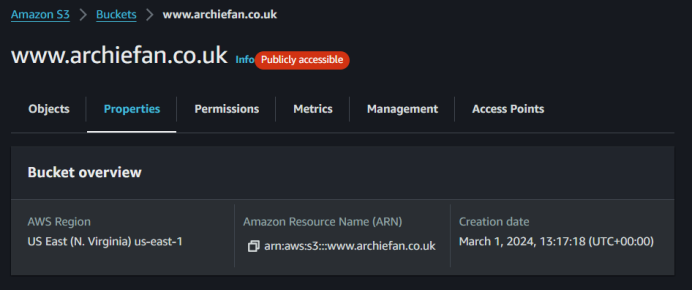 Amazon S3 > Buckets > www.archiefan.co.uk
www.archiefan.co.uk Info Publicly accessible
Objects Properties Permissions Metrics Management Access Points
Bucket overview
AWS Region Amazon Resource Name (ARN) Creation date
US East (N. Virginia) us-east-1 arn:aws:s3:::www.archiefan.co.uk March 1, 2024, 13:17:18 (UTC+00:00)